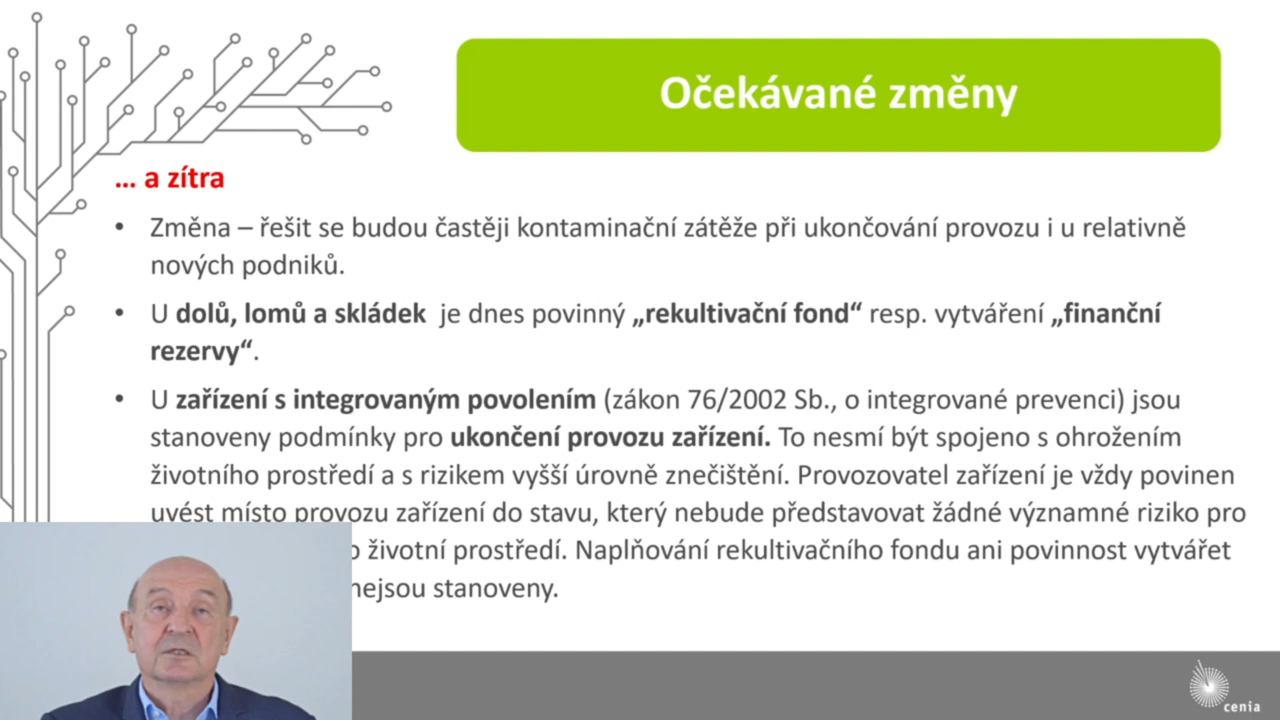 Očekávané změny
... a zítra
• Změna – řešit se budou častěji kontaminační zátěže při ukončování provozu i u relativně
nových podniků.
• U dolů, lomů a skládek je dnes povinný „rekultivační fond“ resp. vytváření „finanční
rezervy“.
• U zařízení s integrovaným povolením (zákon 76/2002 Sb., o integrované prevenci) jsou
stanoveny podmínky pro ukončení provozu zařízení. To nesmí být spojeno s ohrožením
životního prostředí a s rizikem vyšší úrovně znečištění. Provozovatel zařízení je vždy povinen
uvést místo provozu zařízení do stavu, který nebude představovat žádné významné riziko pro
o životní prostředí. Naplňování rekultivačního fondu ani povinnost vytvářet
nejsou stanoveny.
cenia